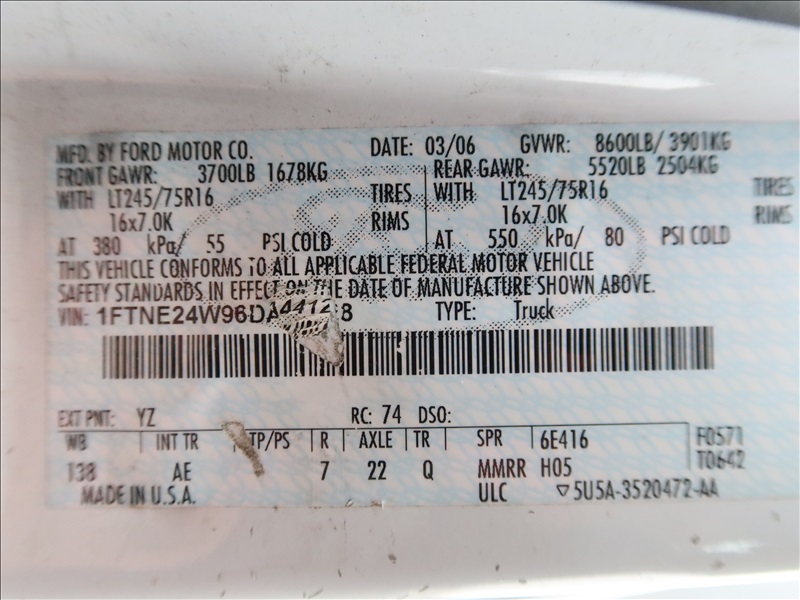 MFD. BY FORD MOTOR CO. DATE: 03/06 GVWR: 8600LB/ 3901KG
FRONT GAWR: 3700LB 1678KG REAR GAWR: 5520LB 2504KG
WITH LT245/75R16 TIRES WITH LT245/75R16 TIRES
16x7.0K RIMS 16x7.0K RIMS
AT 380 kPa/ 55 PSI COLD AT 550 kPa/ 80 PSI COLD
THIS VEHICLE CONFORMS TO ALL APPLICABLE FEDERAL MOTOR VEHICLE
SAFETY STANDARDS IN EFFECT ON THE DATE OF MANUFACTURE SHOWN ABOVE.
VIN: TYPE: Truck
EXT PNT: YZ RC: 74 DSO:
WB INT TR TP/PS R AXLE TR SPR 6E416 F0571
138 AE 7 22 Q MMRR H05 T0642
MADE IN U.S.A. ULC ▽5U5A-3520472-AA